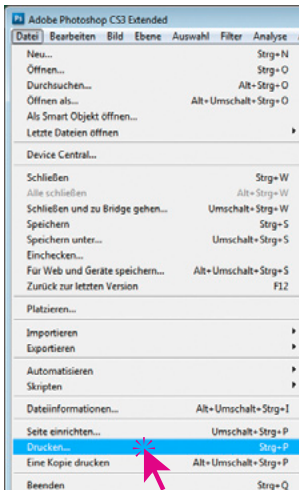 Ps Adobe Photoshop CS3 Extended
Datei Bearbeiten Bild Ebene Auswahl Filter Analyse
Neu... Strg+N
Öffnen... Strg+O
Durchsuchen... Alt+Strg+O
Öffnen als... Alt+Umschalt+Strg+O
Als Smart Objekt öffnen...
Letzte Dateien öffnen
Device Central...
Schließen Strg+W
Alle schließen Alt+Strg+W
Schließen und zu Bridge gehen... Umschalt+Strg+W
Speichern Strg+S
Speichern unter... Umschalt+Strg+S
Einchecken...
Für Web und Geräte speichern... Alt+Umschalt+Strg+S
Zurück zur letzten Version F12
Platzieren...
Importieren
Exportieren
Automatisieren
Skripten
Dateiinformationen... Alt+Umschalt+Strg+I
Seite einrichten... Umschalt+Strg+P
Drucken... Strg+P
Eine Kopie drucken Alt+Umschalt+Strg+P
Beenden Strg+Q